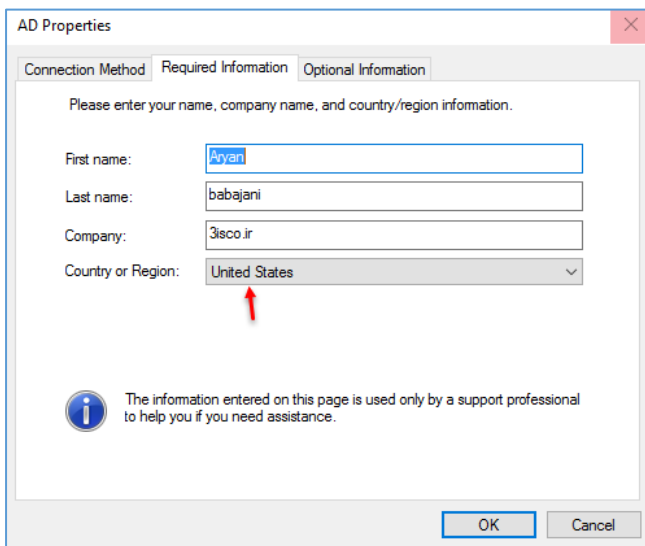 AD Properties
Connection Method Required Information Optional Information
Please enter your name, company name, and country/region information.
First name: Aryan
Last name: babajani
Company: 3isco.ir
Country or Region: United States
The information entered on this page is used only by a support professional
to help you if you need assistance.
OK Cancel